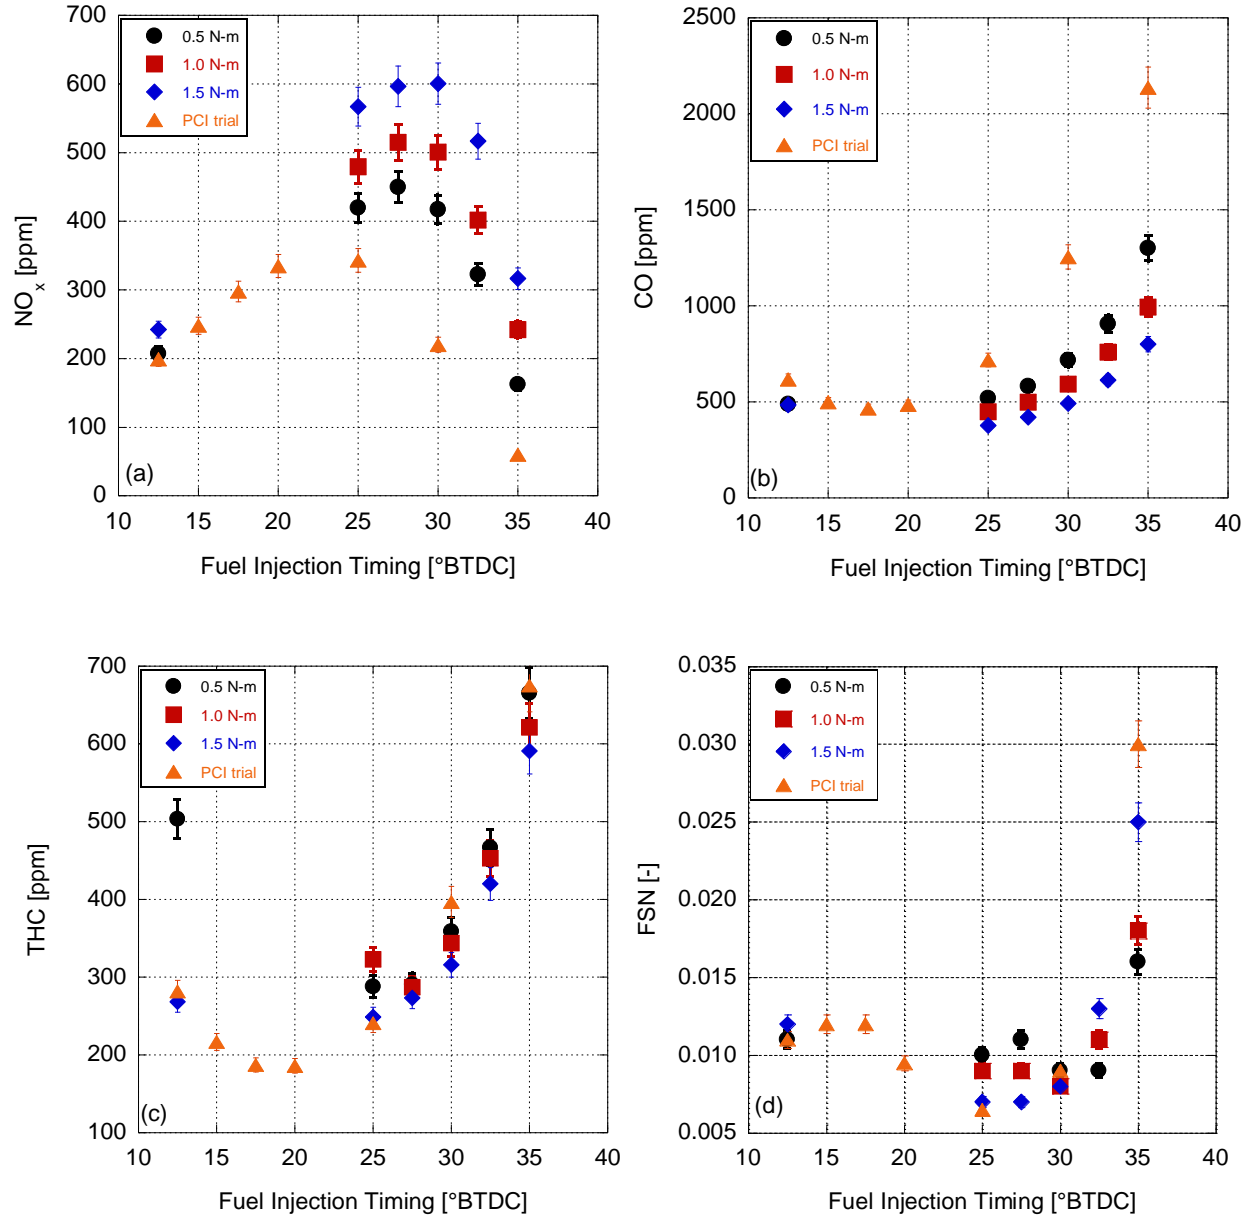 700
600
500
400
300
200
100
0
NOx [ppm]
0.5 N-m
1.0 N-m
1.5 N-m
PCI trial
(a)
10 15 20 25 30 35 40
Fuel Injection Timing [°BTDC]
2500
2000
1500
1000
500
0
CO [ppm]
0.5 N-m
1.0 N-m
1.5 N-m
PCI trial
(b)
10 15 20 25 30 35 40
Fuel Injection Timing [°BTDC]
700
600
500
400
300
200
100
THC [ppm]
0.5 N-m
1.0 N-m
1.5 N-m
PCI trial
(c)
10 15 20 25 30 35 40
Fuel Injection Timing [°BTDC]
0.035
0.030
0.025
0.020
0.015
0.010
0.005
FSN [-]
0.5 N-m
1.0 N-m
1.5 N-m
PCI trial
(d)
10 15 20 25 30 35 40
Fuel Injection Timing [°BTDC]